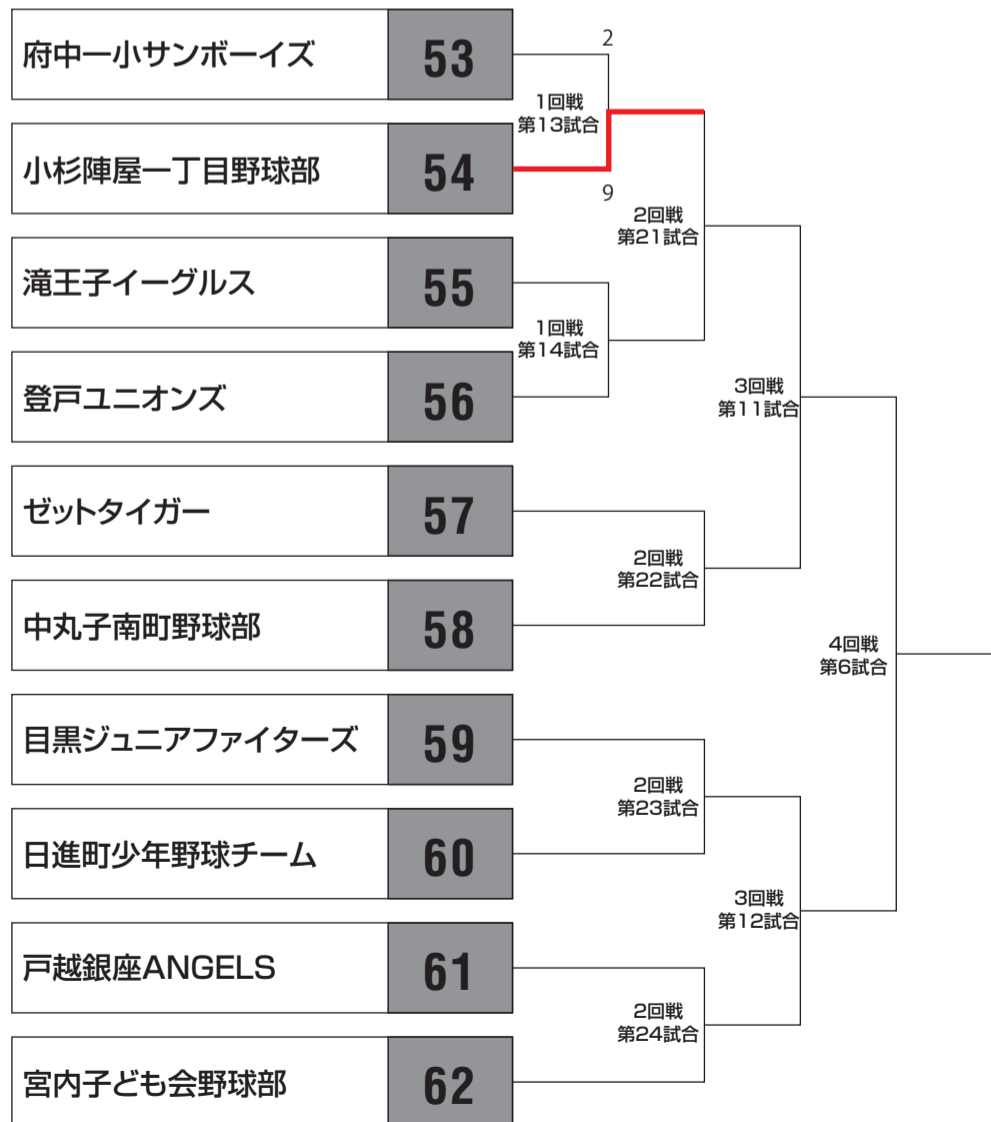 府中一小サンボーイズ 53
2
1回戦
第13試合
小杉陣屋一丁目野球部 54
9
2回戦
第21試合
滝王子イーグルス 55
1回戦
第14試合
登戸ユニオンズ 56
3回戦
第11試合
ゼットタイガー 57
2回戦
第22試合
中丸子南町野球部 58
4回戦
第6試合
目黒ジュニアファイターズ 59
2回戦
第23試合
日進町少年野球チーム 60
3回戦
第12試合
戸越銀座ANGELS 61
2回戦
第24試合
宮内子ども会野球部 62